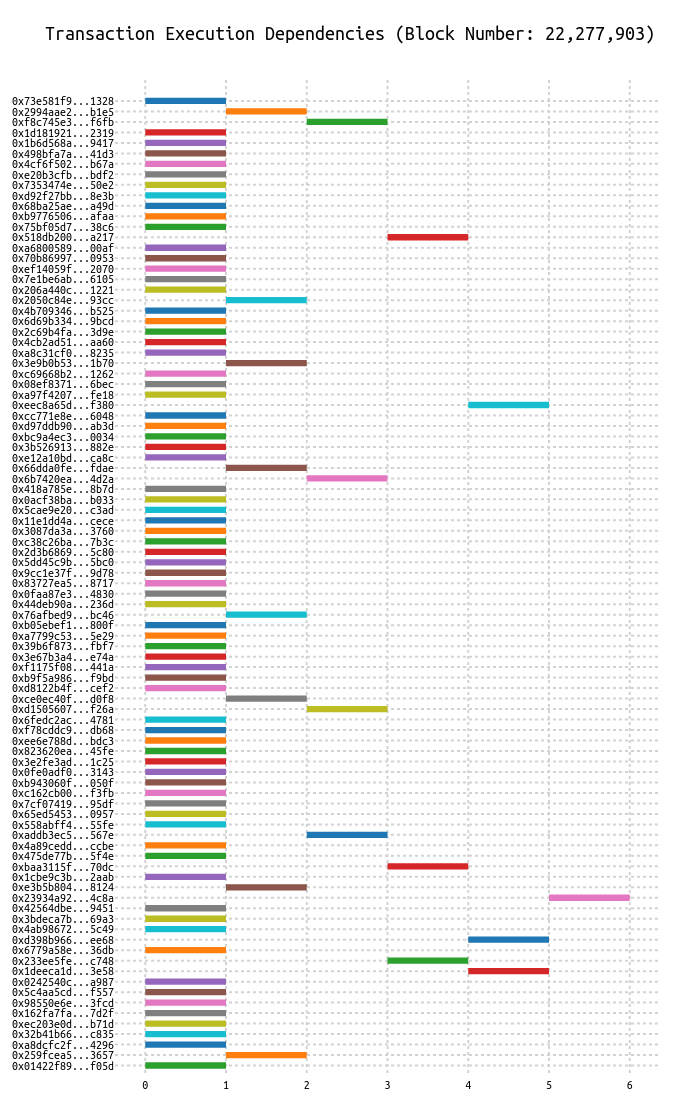 Transaction Execution Dependencies (Block Number: 22,277,903)
0x73e581f9...1328
0x2994aae2...b1e5
0xf8c745e3...f6fb
0x1d181921...2319
0x1b6d568a...9417
0x498bfa7a...41d3
0x4cf6f502...b67a
0xe20b3cfb...bdf2
0x7353474e...50e2
0xd92f27bb...8e3b
0x68ba25ae...a49d
0xb9776506...afaa
0x75bf05d7...38c6
0x518db200...a217
0xa6800589...00af
0x70b86997...0953
0xef14059f...2070
0x7e1be6ab...6105
0x206a440c...1221
0x2050c84e...93cc
0x4b709346...b525
0x6d69b334...9bcd
0x2c69b4fa...3d9e
0x4cb2ad51...aa60
0xa8c31cf0...8235
0x3e9b0b53...1b70
0xc69668b2...1262
0x08ef8371...6bec
0xa97f4207...fe18
0xeec8a65d...f380
0xcc771e8e...6048
0xd97ddb90...ab3d
0xbc9a4ec3...0034
0x3b526913...882e
0xe12a10bd...ca8c
0x66dda0fe...fdae
0x6b7420ea...4d2a
0x418a785e...8b7d
0x0acf38ba...b033
0x5cae9e20...c3ad
0x11e1dd4a...cece
0x3087da3a...3760
0xc38c26ba...7b3c
0x2d3b6869...5c80
0x5dd45c9b...5bc0
0x9cc1e37f...9d78
0x83727ea5...8717
0x0faa87e3...4830
0x44deb90a...236d
0x76afbed9...bc46
0xb05ebef1...800f
0xa7799c53...5e29
0x39b6f873...fbf7
0x3e67b3a4...e74a
0xf1175f08...441a
0xb9f5a986...f9bd
0xd8122b4f...cef2
0xce0ec40f...d0f8
0xd1505607...f26a
0x6fedc2ac...4781
0xf78cddc9...db68
0xee6e788d...bdc3
0x823620ea...45fe
0x3e2fe3ad...1c25
0x0fe0adf0...3143
0xb943060f...050f
0xc162cb00...f3fb
0x7cf07419...95df
0x65ed5453...0957
0x558abff4...55fe
0xaddb3ec5...567e
0x4a89cedd...ccbe
0x475de77b...5f4e
0xbaa3115f...70dc
0x1cbe9c3b...2aab
0xe3b5b804...8124
0x23934a92...4c8a
0x42564dbe...9451
0x3bdeca7b...69a3
0x4ab98672...5c49
0xd398b966...ee68
0x6779a58e...36db
0x233ee5fe...c748
0x1deeca1d...3e58
0x0242540c...a987
0x5c4aa5cd...f557
0x98550e6e...3fcd
0x162fa7fa...7d2f
0xec203e0d...b71d
0x32b41b66...c835
0xa8dcfc2f...4296
0x259fcea5...3657
0x01422f89...f05d
0 1 2 3 4 5 6